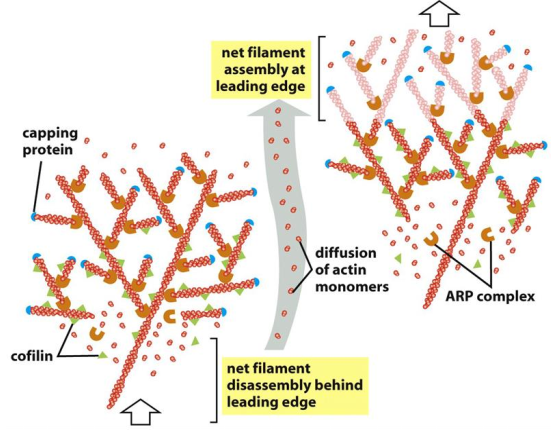 net filament
assembly at
leading edge
capping
protein
diffusion
of actin
monomers
ARP complex
cofilin
net filament
disassembly behind
leading edge